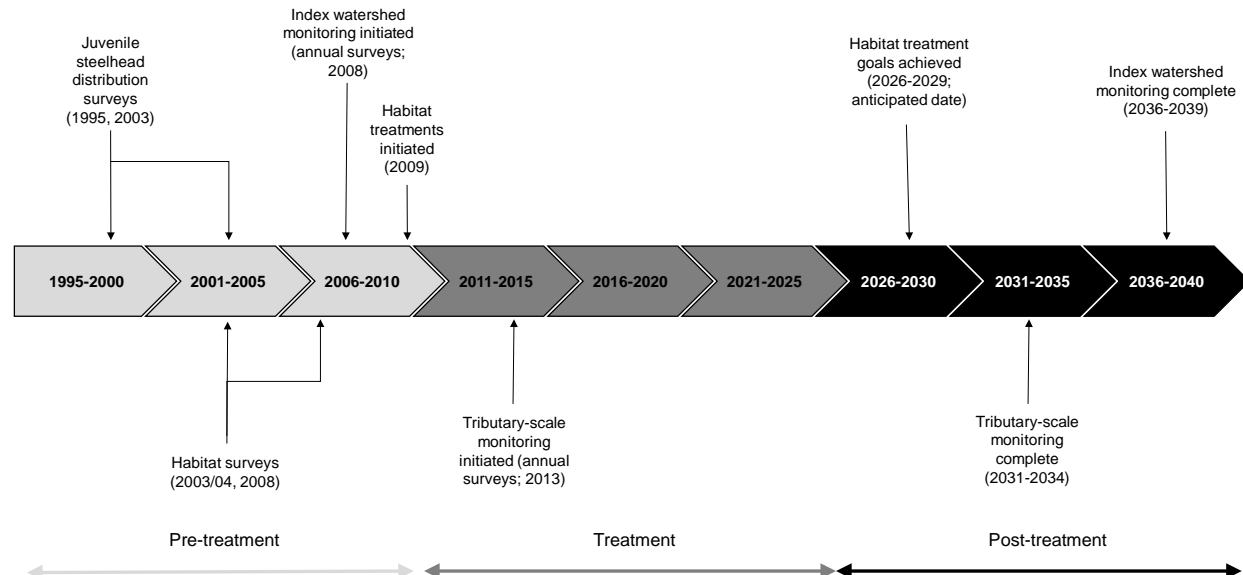 Juvenile
steelhead
distribution
surveys
(1995, 2003)
Index watershed
monitoring initiated
(annual surveys;
2008)
Habitat
treatments
initiated
(2009)
Habitat treatment
goals achieved
(2026-2029;
anticipated date)
Index watershed
monitoring complete
(2036-2039)
1995-2000
2001-2005
2006-2010
2011-2015
2016-2020
2021-2025
2026-2030
2031-2035
2036-2040
Habitat surveys
(2003/04, 2008)
Tributary-scale
monitoring
initiated (annual
surveys; 2013)
Tributary-scale
monitoring
complete
(2031-2034)
Pre-treatment
Treatment
Post-treatment